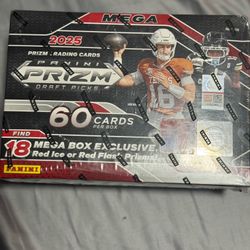 MEGA
2025
PRIZM TRADING CARDS
PANINI
PRIZM
DRAFT PICKS
60 CARDS
PER BOX
16
FIND
18 MEGA BOX EXCLUSIVE
Red Ice or Red Flash Prizms!
PANINI